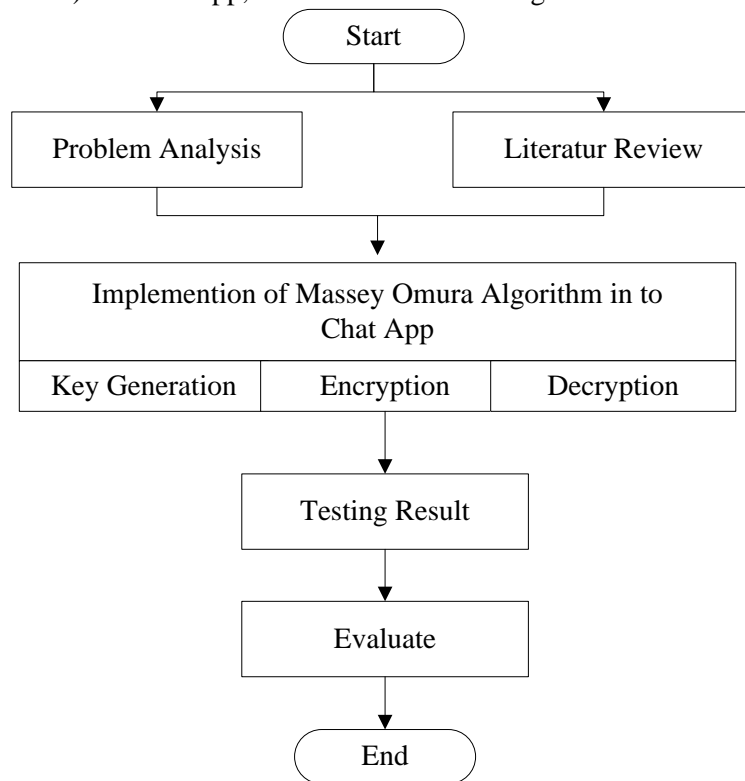 Start
Problem Analysis
Literatur Review
Implemention of Massey Omura Algorithm in to
Chat App
Key Generation
Encryption
Decryption
Testing Result
Evaluate
End